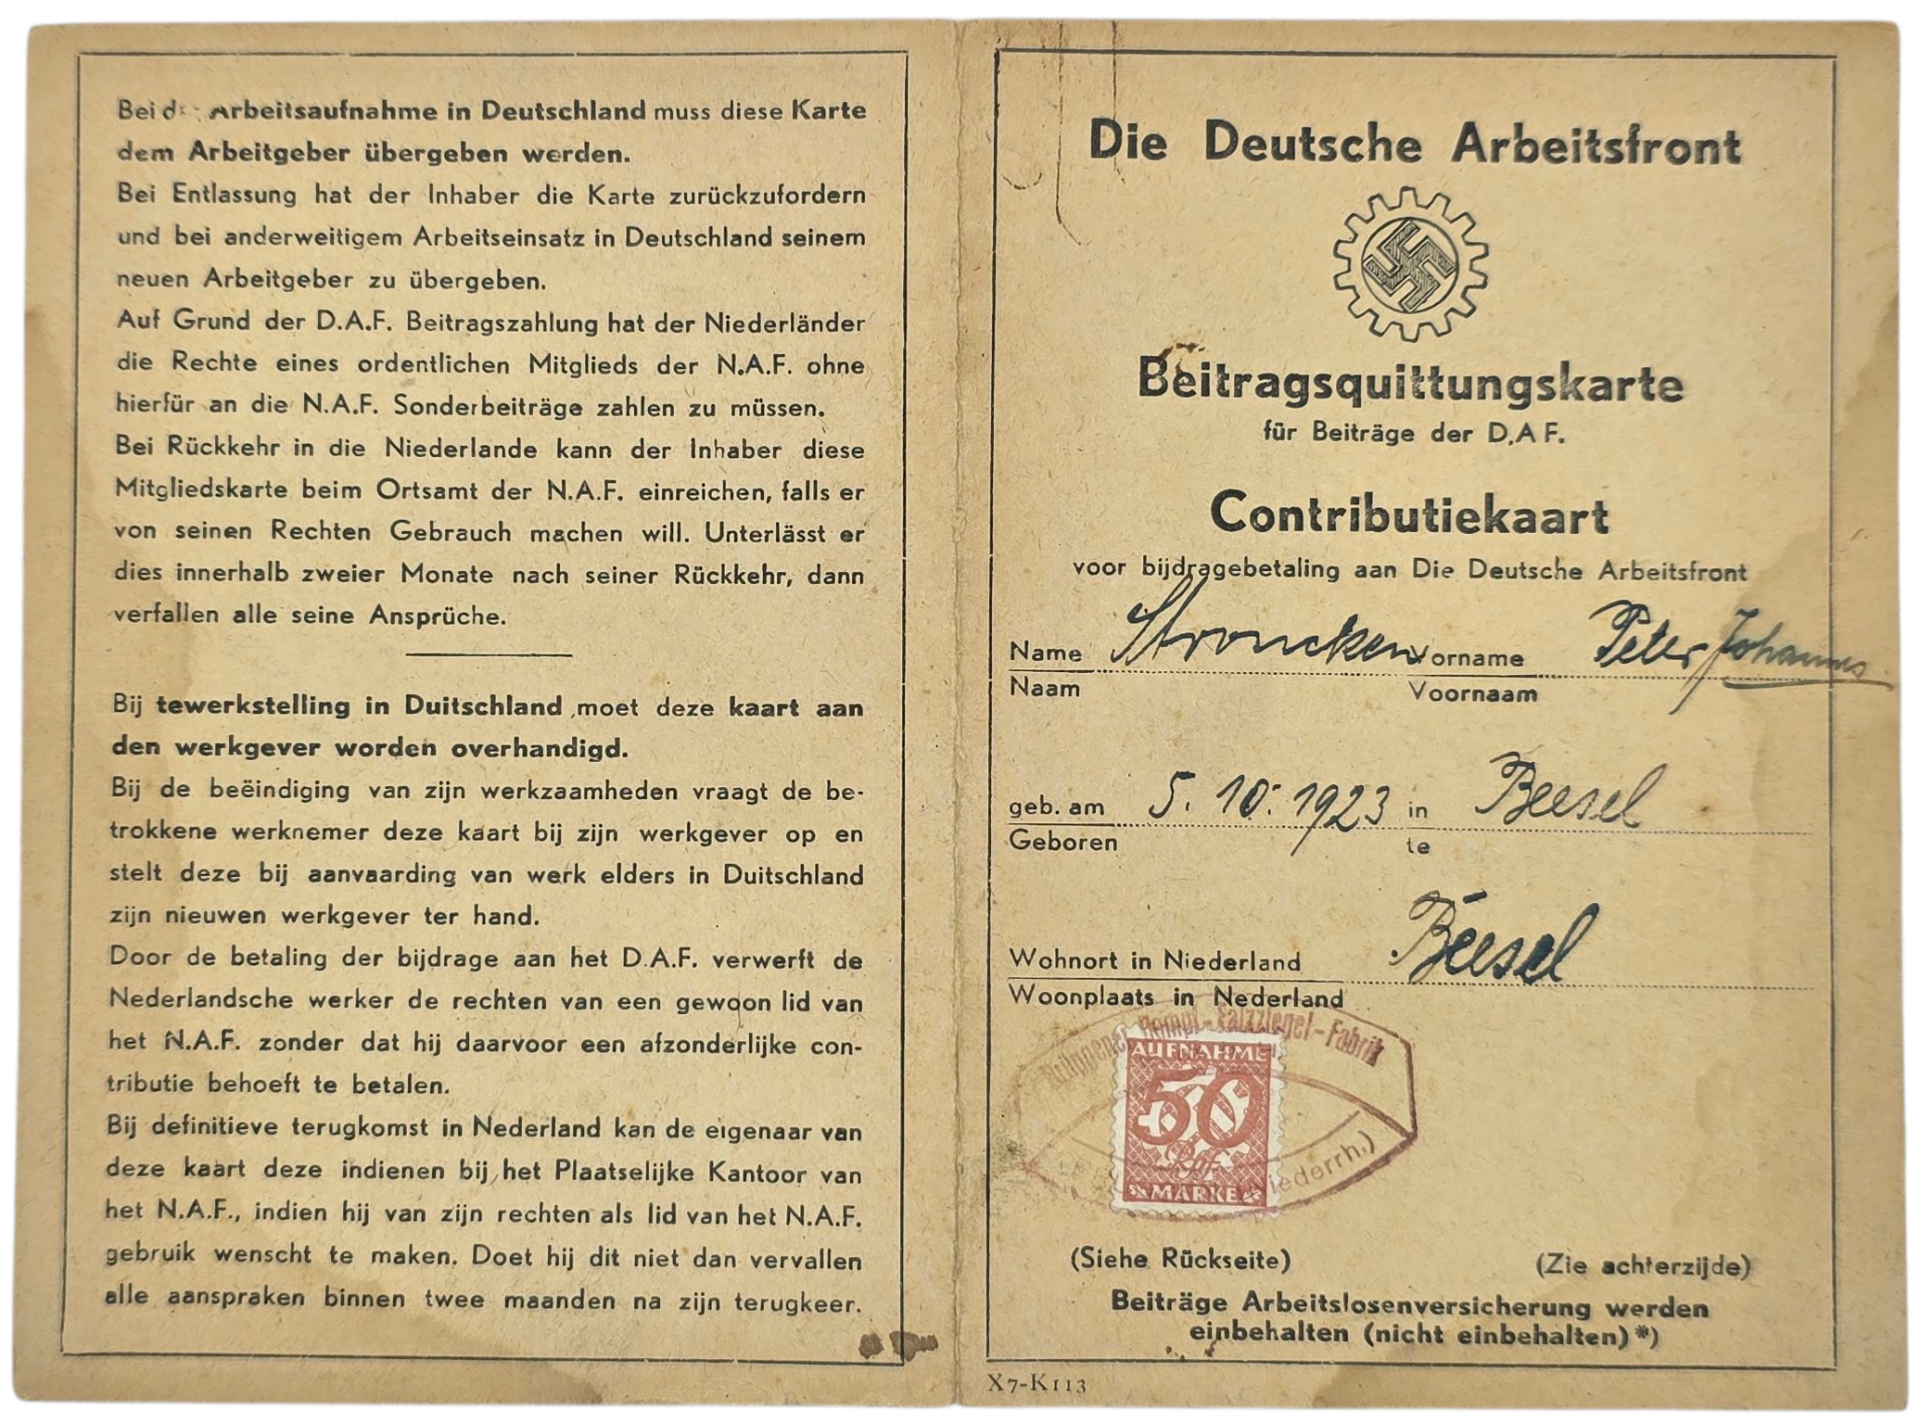 Bei der Arbeitsaufnahme in Deutschland muss diese Karte
dem Arbeitgeber übergeben werden.
Bei Entlassung hat der Inhaber die Karte zurückzufordern
und bei anderweitigem Arbeitseinsatz in Deutschland seinem
neuen Arbeitgeber zu übergeben.
Auf Grund der D.A.F. Beitragszahlung hat der Niederländer
die Rechte eines ordentlichen Mitglieds der N.A.F. ohne
hierfür an die N.A.F. Sonderbeiträge zahlen zu müssen.
Bei Rückkehr in die Niederlande kann der Inhaber diese
Mitgliedskarte beim Ortsamt der N.A.F. einreichen, falls er
von seinen Rechten Gebrauch machen will. Unterlässt er
dies innerhalb zweier Monate nach seiner Rückkehr, dann
verfallen alle seine Ansprüche.
Bij tewerkstelling in Duitschland moet deze kaart aan
den werkgever worden overhandigd.
Bij de beëindiging van zijn werkzaamheden vraagt de be-
trokkene werknemer deze kaart bij zijn werkgever op en
stelt deze bij aanvaarding van werk elders in Duitschland
zijn nieuwen werkgever ter hand.
Door de betaling der bijdrage aan het D.A.F. verwerft de
Nederlandsche werker de rechten van een gewoon lid van
het N.A.F. zonder dat hij daarvoor een afzonderlijke con-
tributie behoeft te betalen.
Bij definitieve terugkomst in Nederland kan de eigenaar van
deze kaart deze indienen bij het Plaatselijke Kantoor van
het N.A.F., indien hij van zijn rechten als lid van het N.A.F.
gebruik wenscht te maken. Doet hij dit niet dan vervallen
alle aanspraken binnen twee maanden na zijn terugkeer.
Die Deutsche Arbeitsfront
Beitragsquittungskarte
für Beiträge der D.A F.
Contributiekaart
voor bijdragebetaling aan Die Deutsche Arbeitsfront
Name Stroucken Vorname Peter Johannes
Naam Voornaam
geb. am 5. 10. 1923 in Beesel
Geboren te
Wohnort in Niederland Beesel
Woonplaats in Nederland
Dampf-Falzziegel-Fabrik
AUFNAHME
50
Rpf
MARKE
Niederrh.)
(Siehe Rückseite) (Zie achterzijde)
Beiträge Arbeitslosenversicherung werden
einbehalten (nicht einbehalten)*)
X7-K113